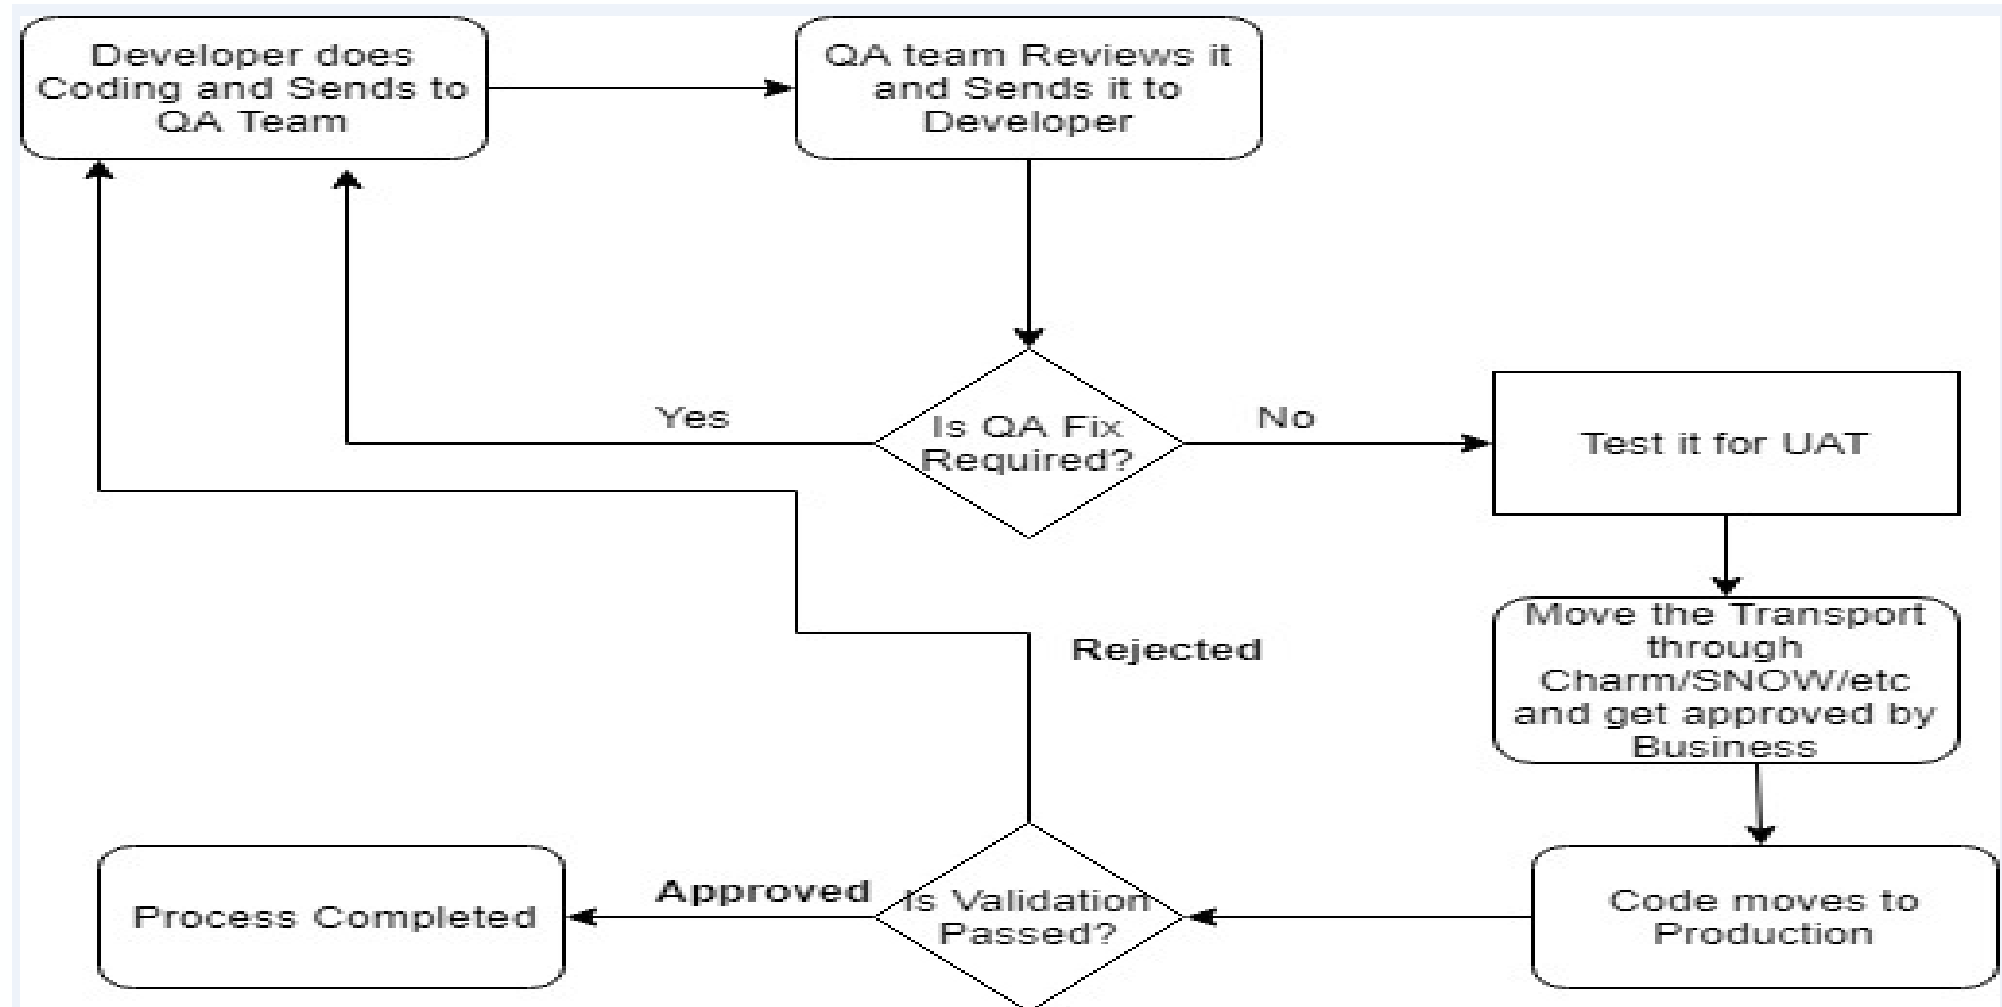 Developer does
Coding and Sends to
QA Team
QA team Reviews it
and Sends it to
Developer
Yes
Is QA Fix
Required?
No
Test it for UAT
Move the Transport
through
Charm/SNOW/etc
and get approved by
Business
Rejected
Process Completed
Approved
Is Validation
Passed?
Code moves to
Production